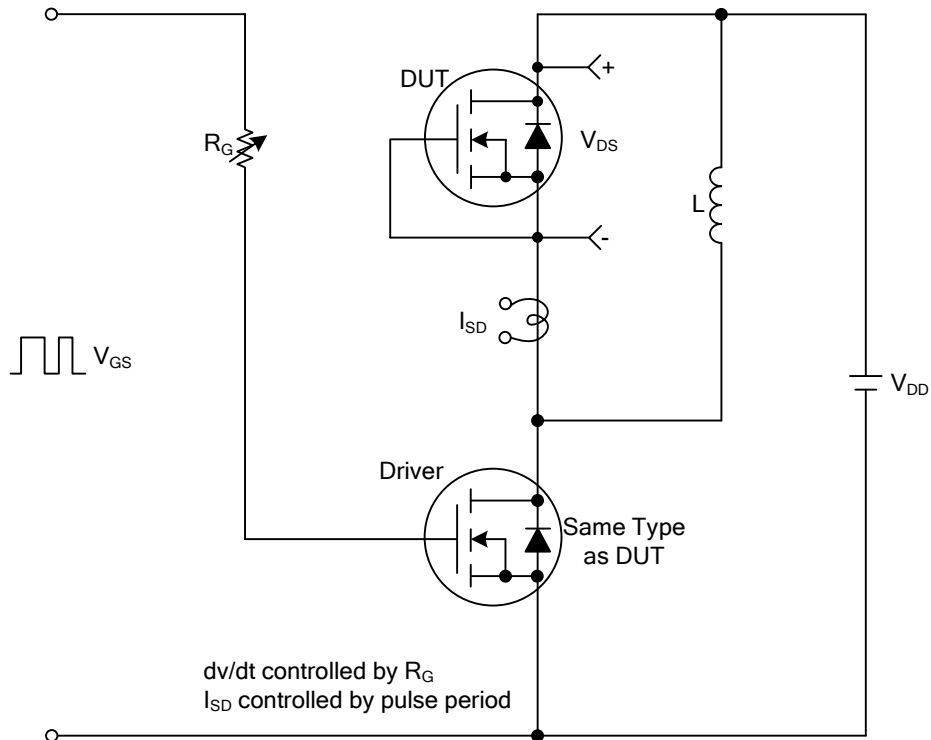 DUT
+
R_G
V_DS
L
-
I_SD
V_GS
V_DD
Driver
Same Type
as DUT
dv/dt controlled by R_G
I_SD controlled by pulse period